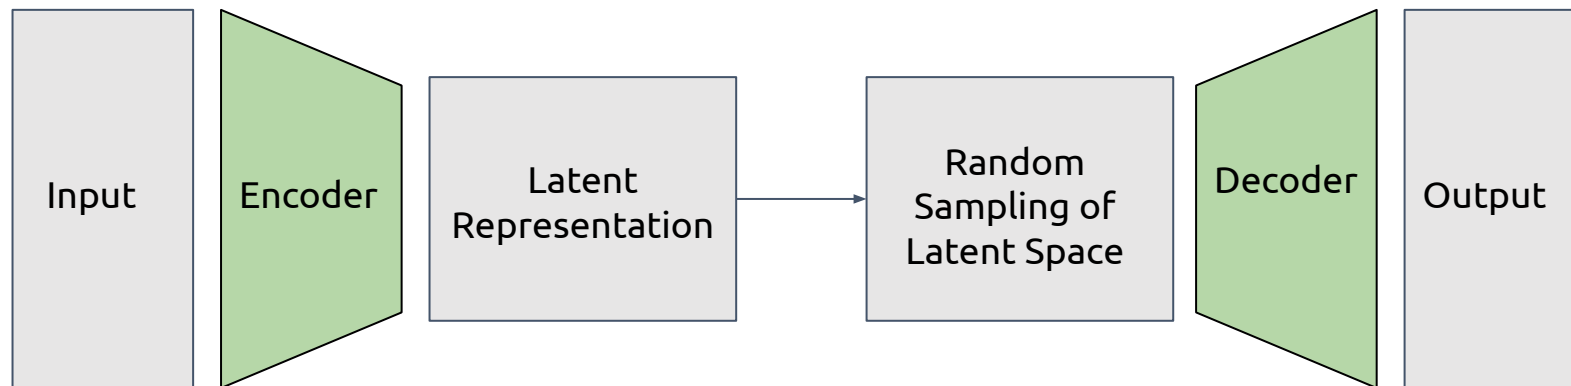 Input
Encoder
Latent
Representation
Random
Sampling of
Latent Space
Decoder
Output